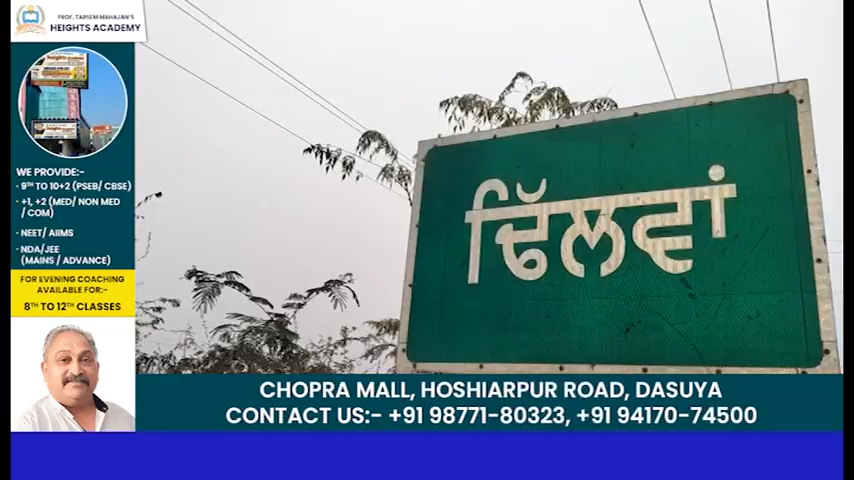 PROF. TARSEM MAHAJAN'S
HEIGHTS ACADEMY
WE PROVIDE:-
· 9TH TO 10+2 (PSEB/ CBSE)
· +1, +2 (MED/ NON MED
/ COM)
· NEET/ AIIMS
· NDA/JEE
(MAINS / ADVANCE)
FOR EVENING COACHING
AVAILABLE FOR:-
8TH TO 12TH CLASSES
ਢਿੱਲਵਾਂ
CHOPRA MALL, HOSHIARPUR ROAD, DASUYA
CONTACT US:- +91 98771-80323, +91 94170-74500